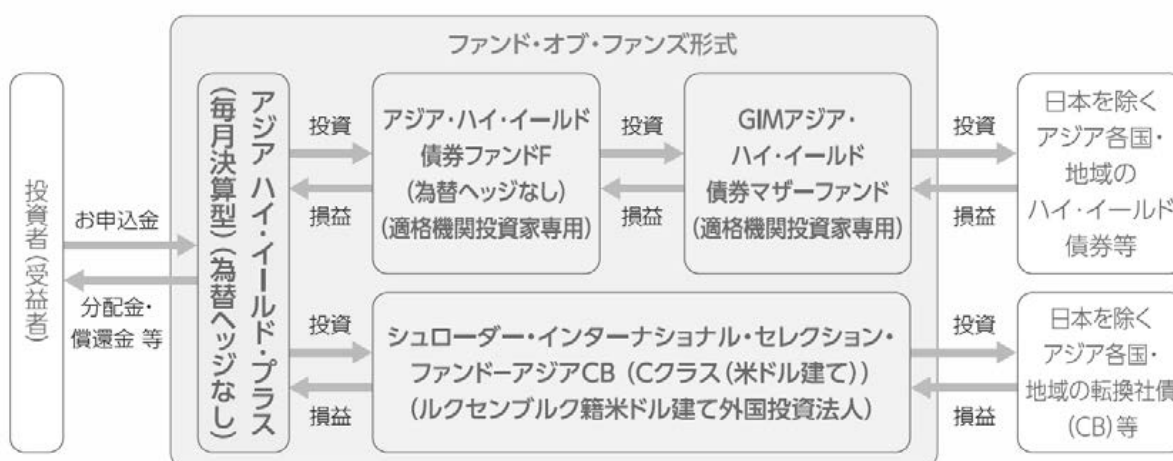 ファンド・オブ・ファンズ形式
投資者(受益者)
お申込金
分配金・
償還金 等
アジア ハイ・イールド・プラス
(毎月決算型)(為替ヘッジなし)
投資
損益
アジア・ハイ・イールド
債券ファンドF
(為替ヘッジなし)
(適格機関投資家専用)
投資
損益
GIMアジア・
ハイ・イールド
債券マザーファンド
(適格機関投資家専用)
投資
損益
日本を除く
アジア各国・
地域の
ハイ・イールド
債券等
投資
損益
シュローダー・インターナショナル・セレクション・
ファンドーアジアCB (Cクラス(米ドル建て))
(ルクセンブルク籍米ドル建て外国投資法人)
投資
損益
日本を除く
アジア各国・
地域の転換社債
(CB)等